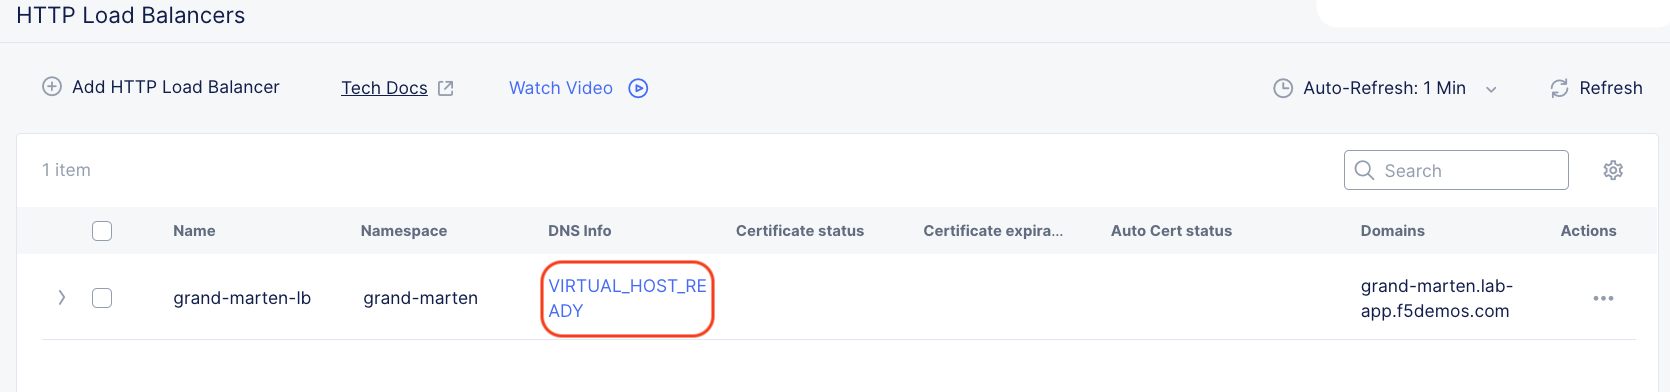 HTTP Load Balancers
Add HTTP Load Balancer Tech Docs Watch Video Auto-Refresh: 1 Min Refresh
1 item Search
Name Namespace DNS Info Certificate status Certificate expira... Auto Cert status Domains Actions
grand-marten-lb grand-marten VIRTUAL_HOST_RE grand-marten.lab-
ADY app.f5demos.com